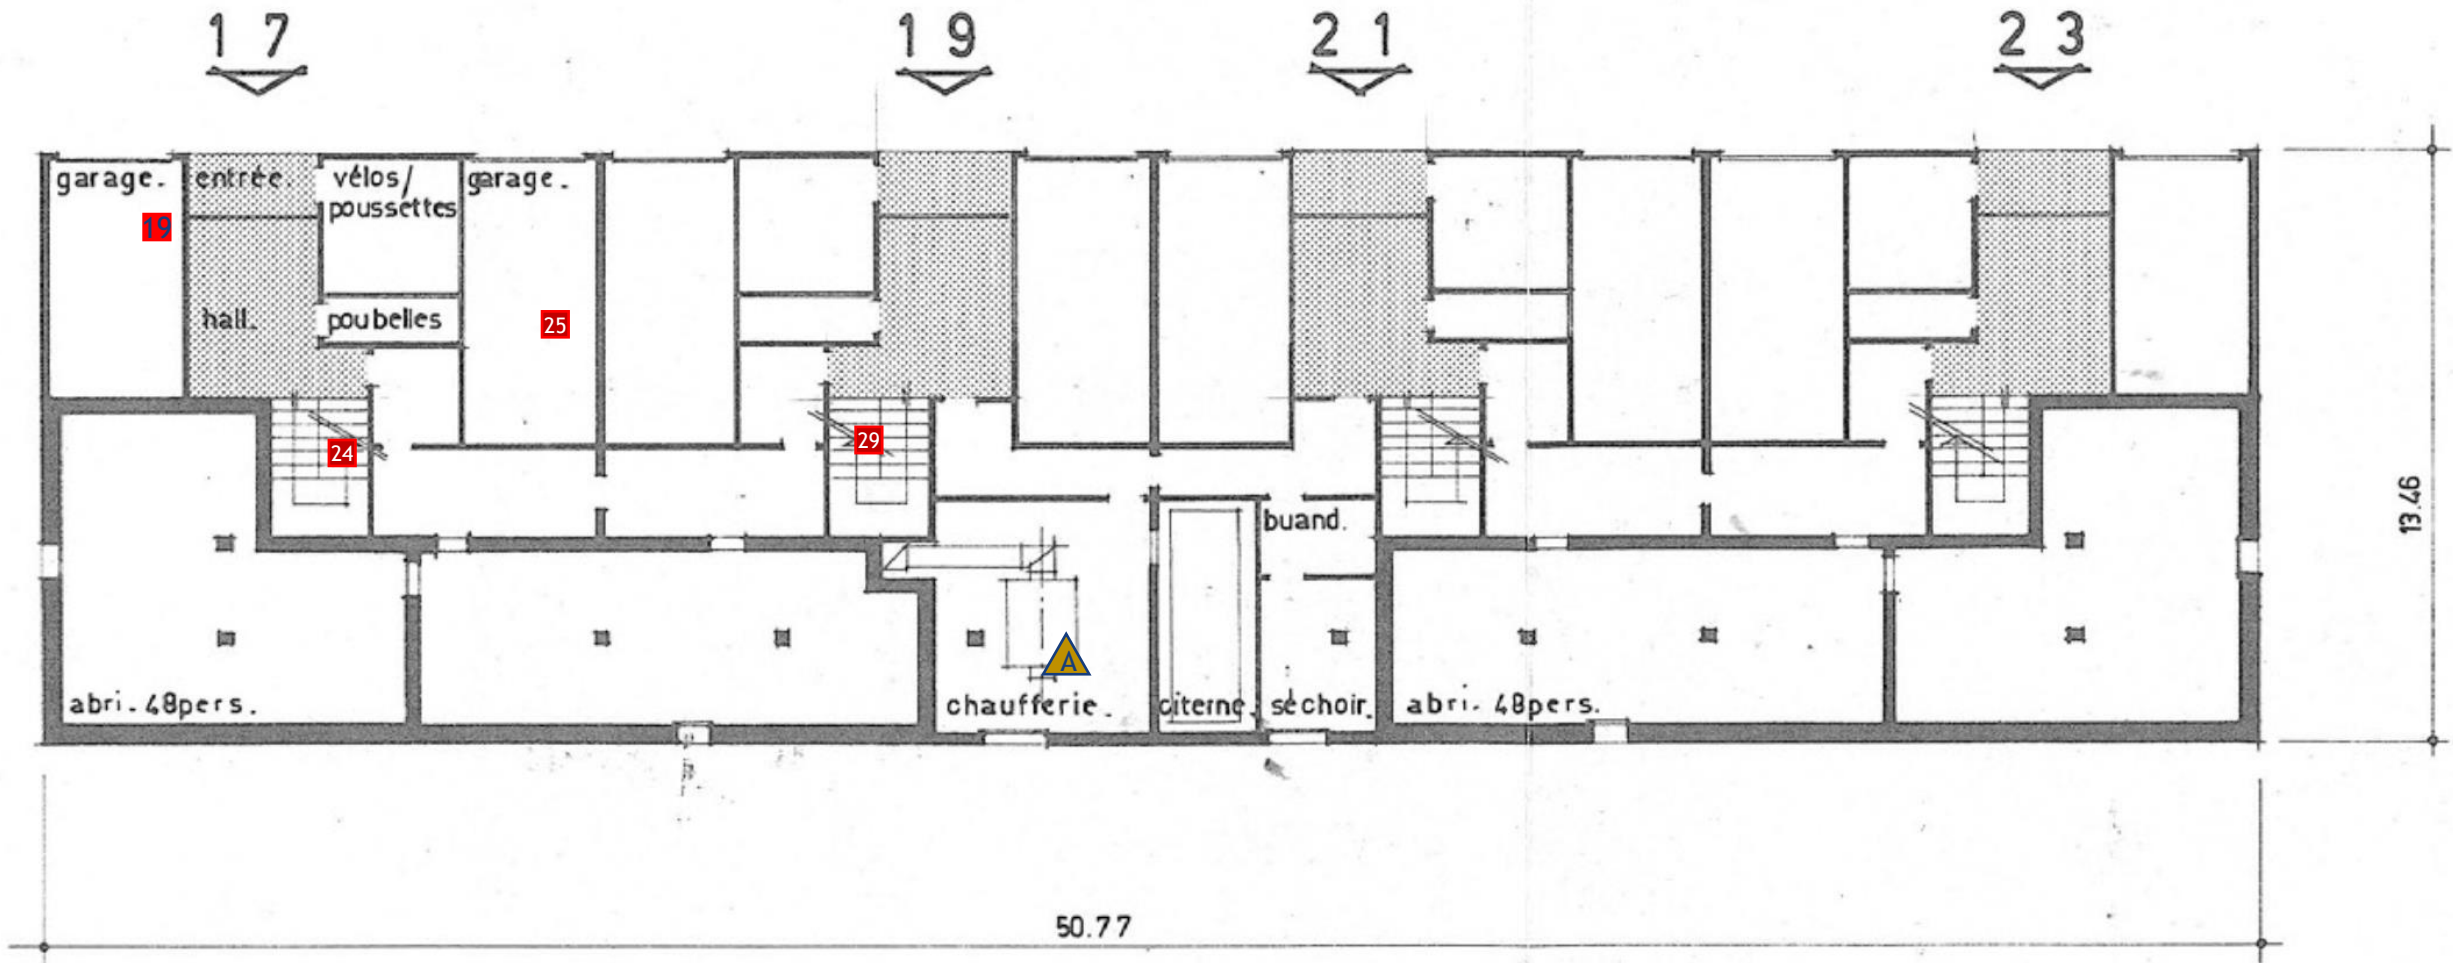 17
19
21
23
garage.
entrée.
vélos/
poussettes
garage.
19
hall.
poubelles
25
24
29
buand.
13.46
A
abri. 48pers.
chaufferie.
citerne.
séchoir.
abri. 48pers.
50.77